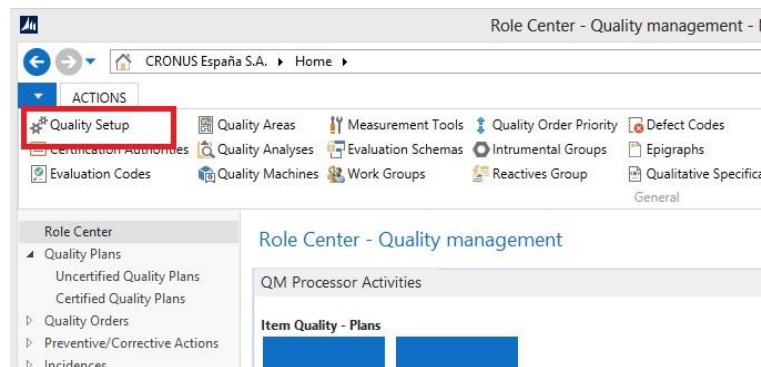 Role Center - Quality management -
CRONUS España S.A. Home
ACTIONS
Quality Setup Quality Areas Measurement Tools Quality Order Priority Defect Codes
Certification Authorities Quality Analyses Evaluation Schemas Intrumental Groups Epigraphs
Evaluation Codes Quality Machines Work Groups Reactives Group Qualitative Specifica
General
Role Center
Quality Plans
Uncertified Quality Plans
Certified Quality Plans
Quality Orders
Preventive/Corrective Actions
Incidences
Role Center - Quality management
QM Processor Activities
Item Quality - Plans